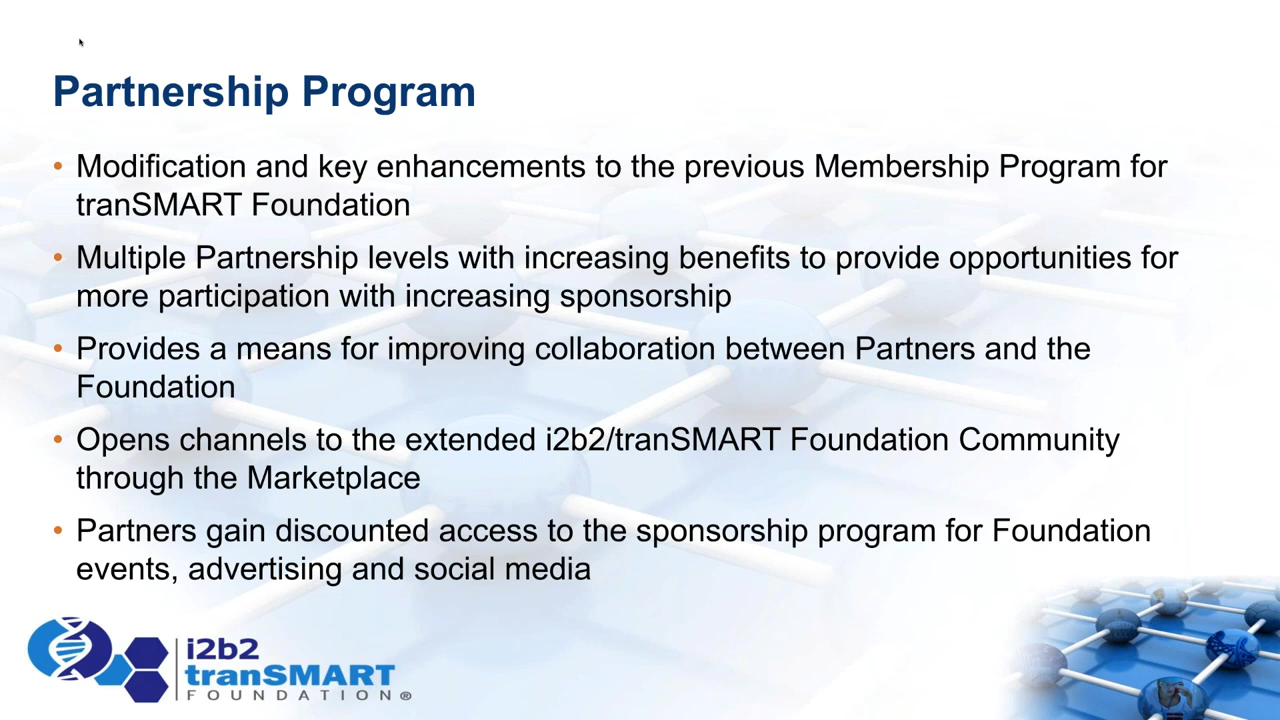 Partnership Program
• Modification and key enhancements to the previous Membership Program for
tranSMART Foundation
• Multiple Partnership levels with increasing benefits to provide opportunities for
more participation with increasing sponsorship
• Provides a means for improving collaboration between Partners and the
Foundation
• Opens channels to the extended i2b2/tranSMART Foundation Community
through the Marketplace
• Partners gain discounted access to the sponsorship program for Foundation
events, advertising and social media
i2b2
tranSMART
FOUNDATION®